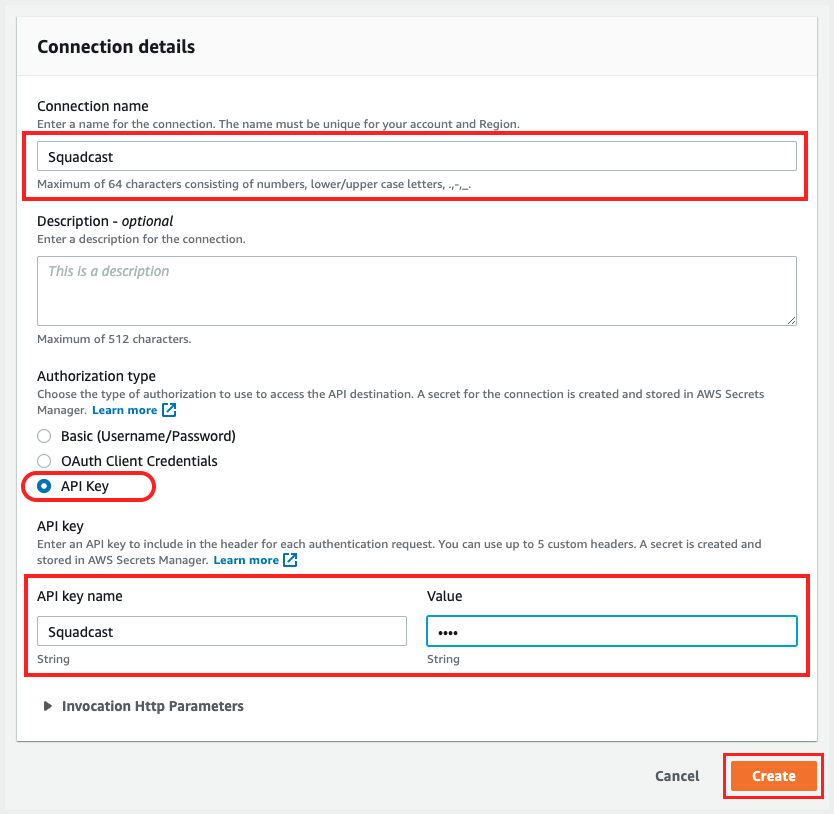 Connection details
Connection name
Enter a name for the connection. The name must be unique for your account and Region.
Squadcast
Maximum of 64 characters consisting of numbers, lower/upper case letters, .,-,_.
Description - optional
Enter a description for the connection.
This is a description
Maximum of 512 characters.
Authorization type
Choose the type of authorization to use to access the API destination. A secret for the connection is created and stored in AWS Secrets
Manager. Learn more
Basic (Username/Password)
OAuth Client Credentials
API Key
API key
Enter an API key to include in the header for each authentication request. You can use up to 5 custom headers. A secret is created and
stored in AWS Secrets Manager. Learn more
API key name Value
Squadcast ••••
String String
Invocation Http Parameters
Cancel Create